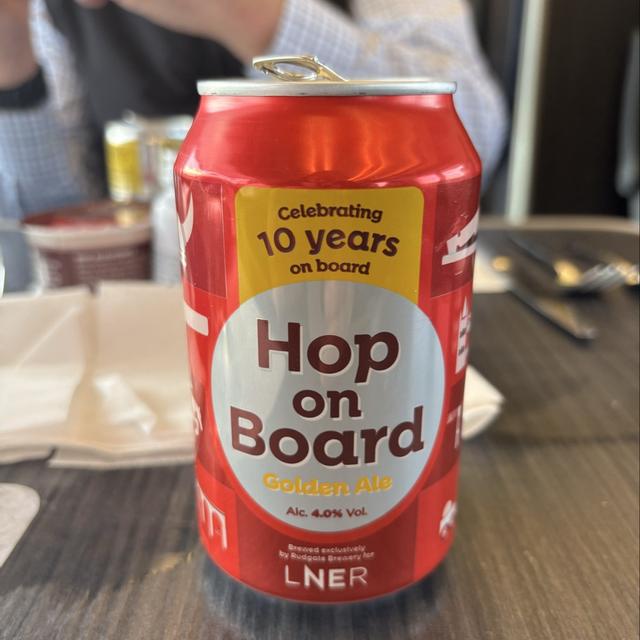 Celebrating
10 years
on board
Hop
on
Board
Golden Ale
Alc. 4.0% Vol.
Brewed exclusively
by Rudgate Brewery for
LNER